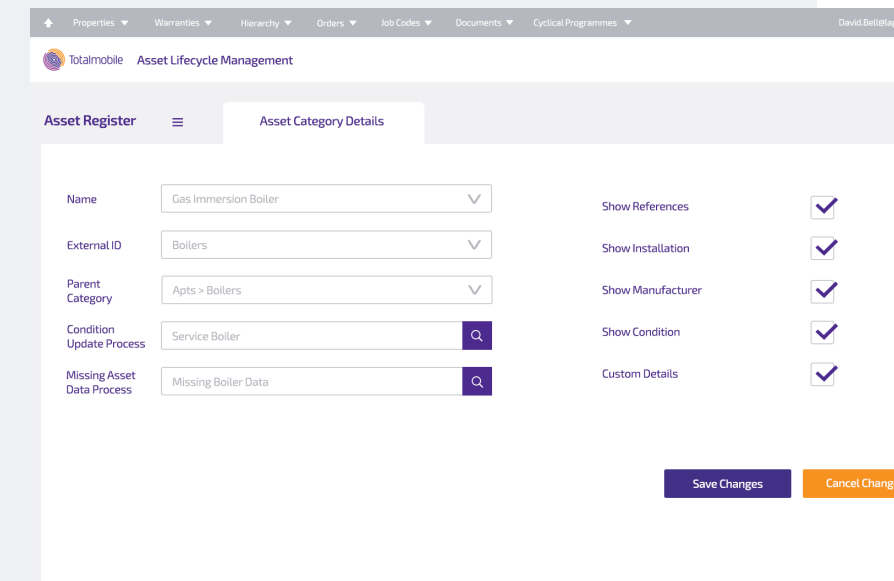 Properties Warranties Hierarchy Orders Job Codes Documents Cyclical Programmes
Totalmobile Asset Lifecycle Management
Asset Register Asset Category Details
Name Gas Immersion Boiler
External ID Boilers
Parent
Category
Apts > Boilers
Condition
Update Process
Service Boiler
Missing Asset
Data Process
Missing Boiler Data
Show References
Show Installation
Show Manufacturer
Show Condition
Custom Details
Save Changes Cancel Chang